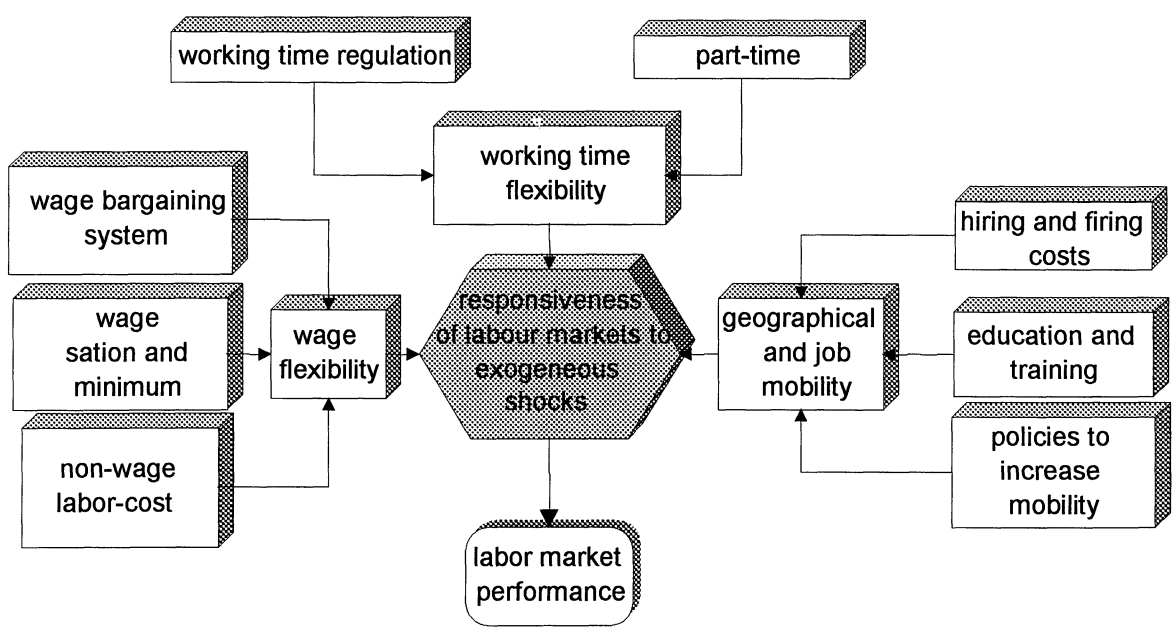 working time regulation
part-time
working time
flexibility
wage bargaining
system
hiring and firing
costs
responsiveness
of labour markets to
exogeneous
shocks
wage
sation and
minimum
wage
flexibility
geographical
and job
mobility
education and
training
non-wage
labor-cost
policies to
increase
mobility
labor market
performance